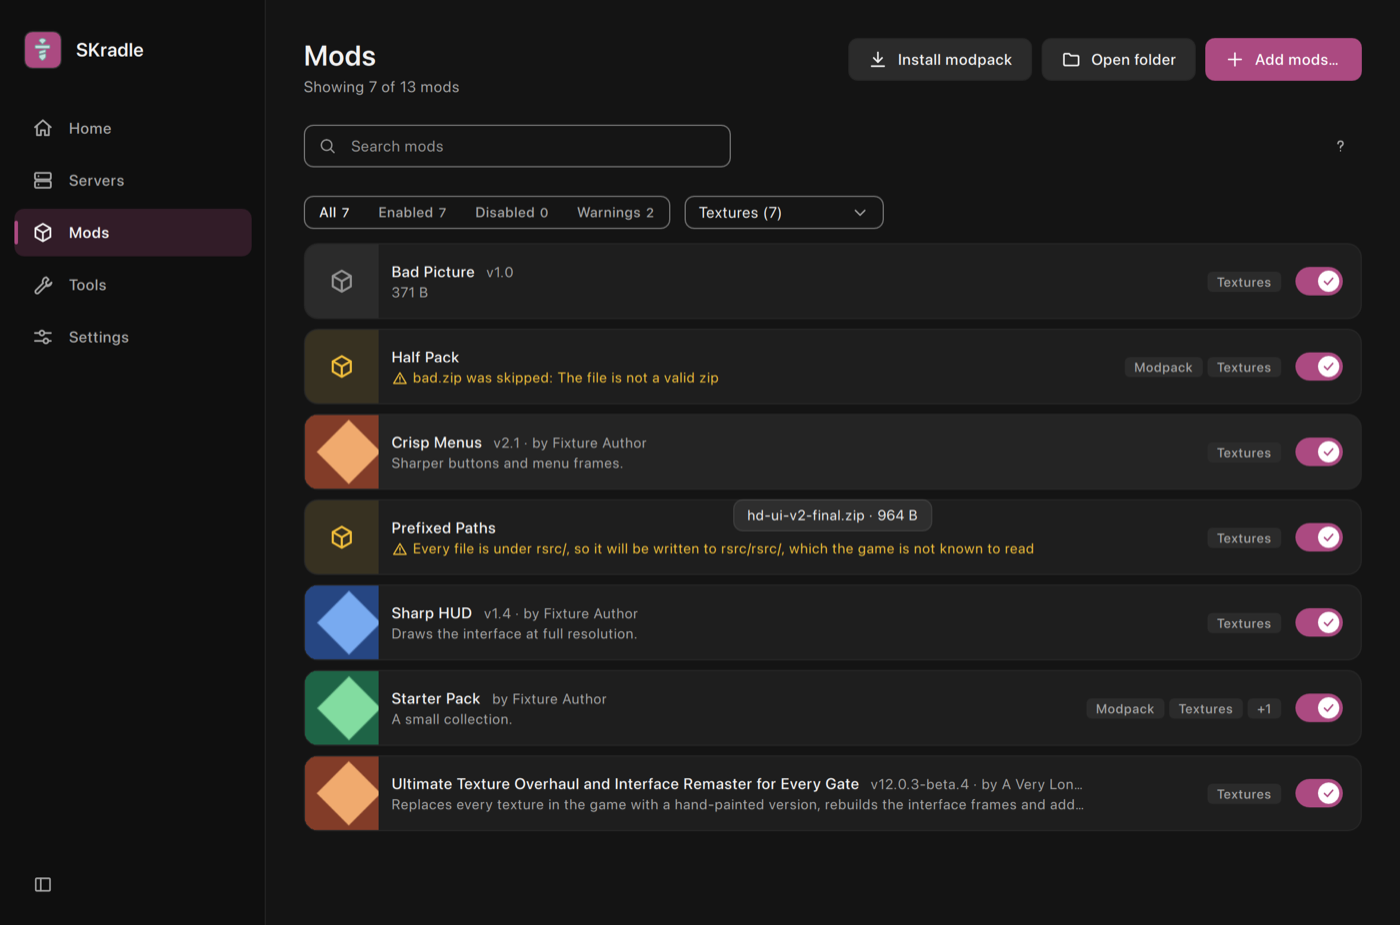 SKradle
Home
Servers
Mods
Tools
Settings
Mods
Showing 7 of 13 mods
Install modpack
Open folder
Add mods…
Search mods
?
All 7
Enabled 7
Disabled 0
Warnings 2
Textures (7)
Bad Picture v1.0
371 B
Textures
Half Pack
bad.zip was skipped: The file is not a valid zip
Modpack
Textures
Crisp Menus v2.1 · by Fixture Author
Sharper buttons and menu frames.
Textures
hd-ui-v2-final.zip · 964 B
Prefixed Paths
Every file is under rsrc/, so it will be written to rsrc/rsrc/, which the game is not known to read
Textures
Sharp HUD v1.4 · by Fixture Author
Draws the interface at full resolution.
Textures
Starter Pack by Fixture Author
A small collection.
Modpack
Textures
+1
Ultimate Texture Overhaul and Interface Remaster for Every Gate v12.0.3-beta.4 · by A Very Lon…
Replaces every texture in the game with a hand-painted version, rebuilds the interface frames and add…
Textures